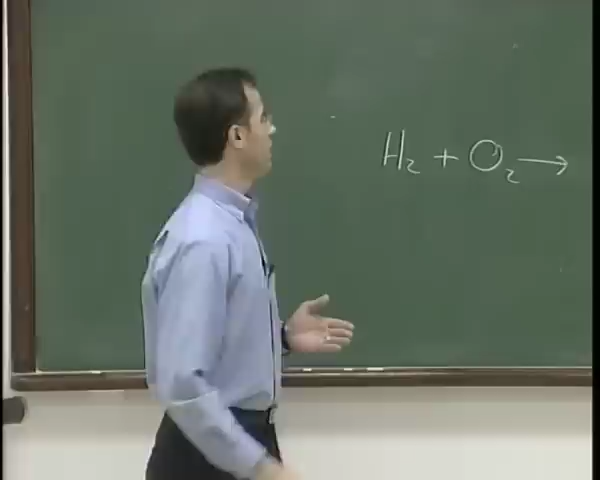 H₂ + O₂ →